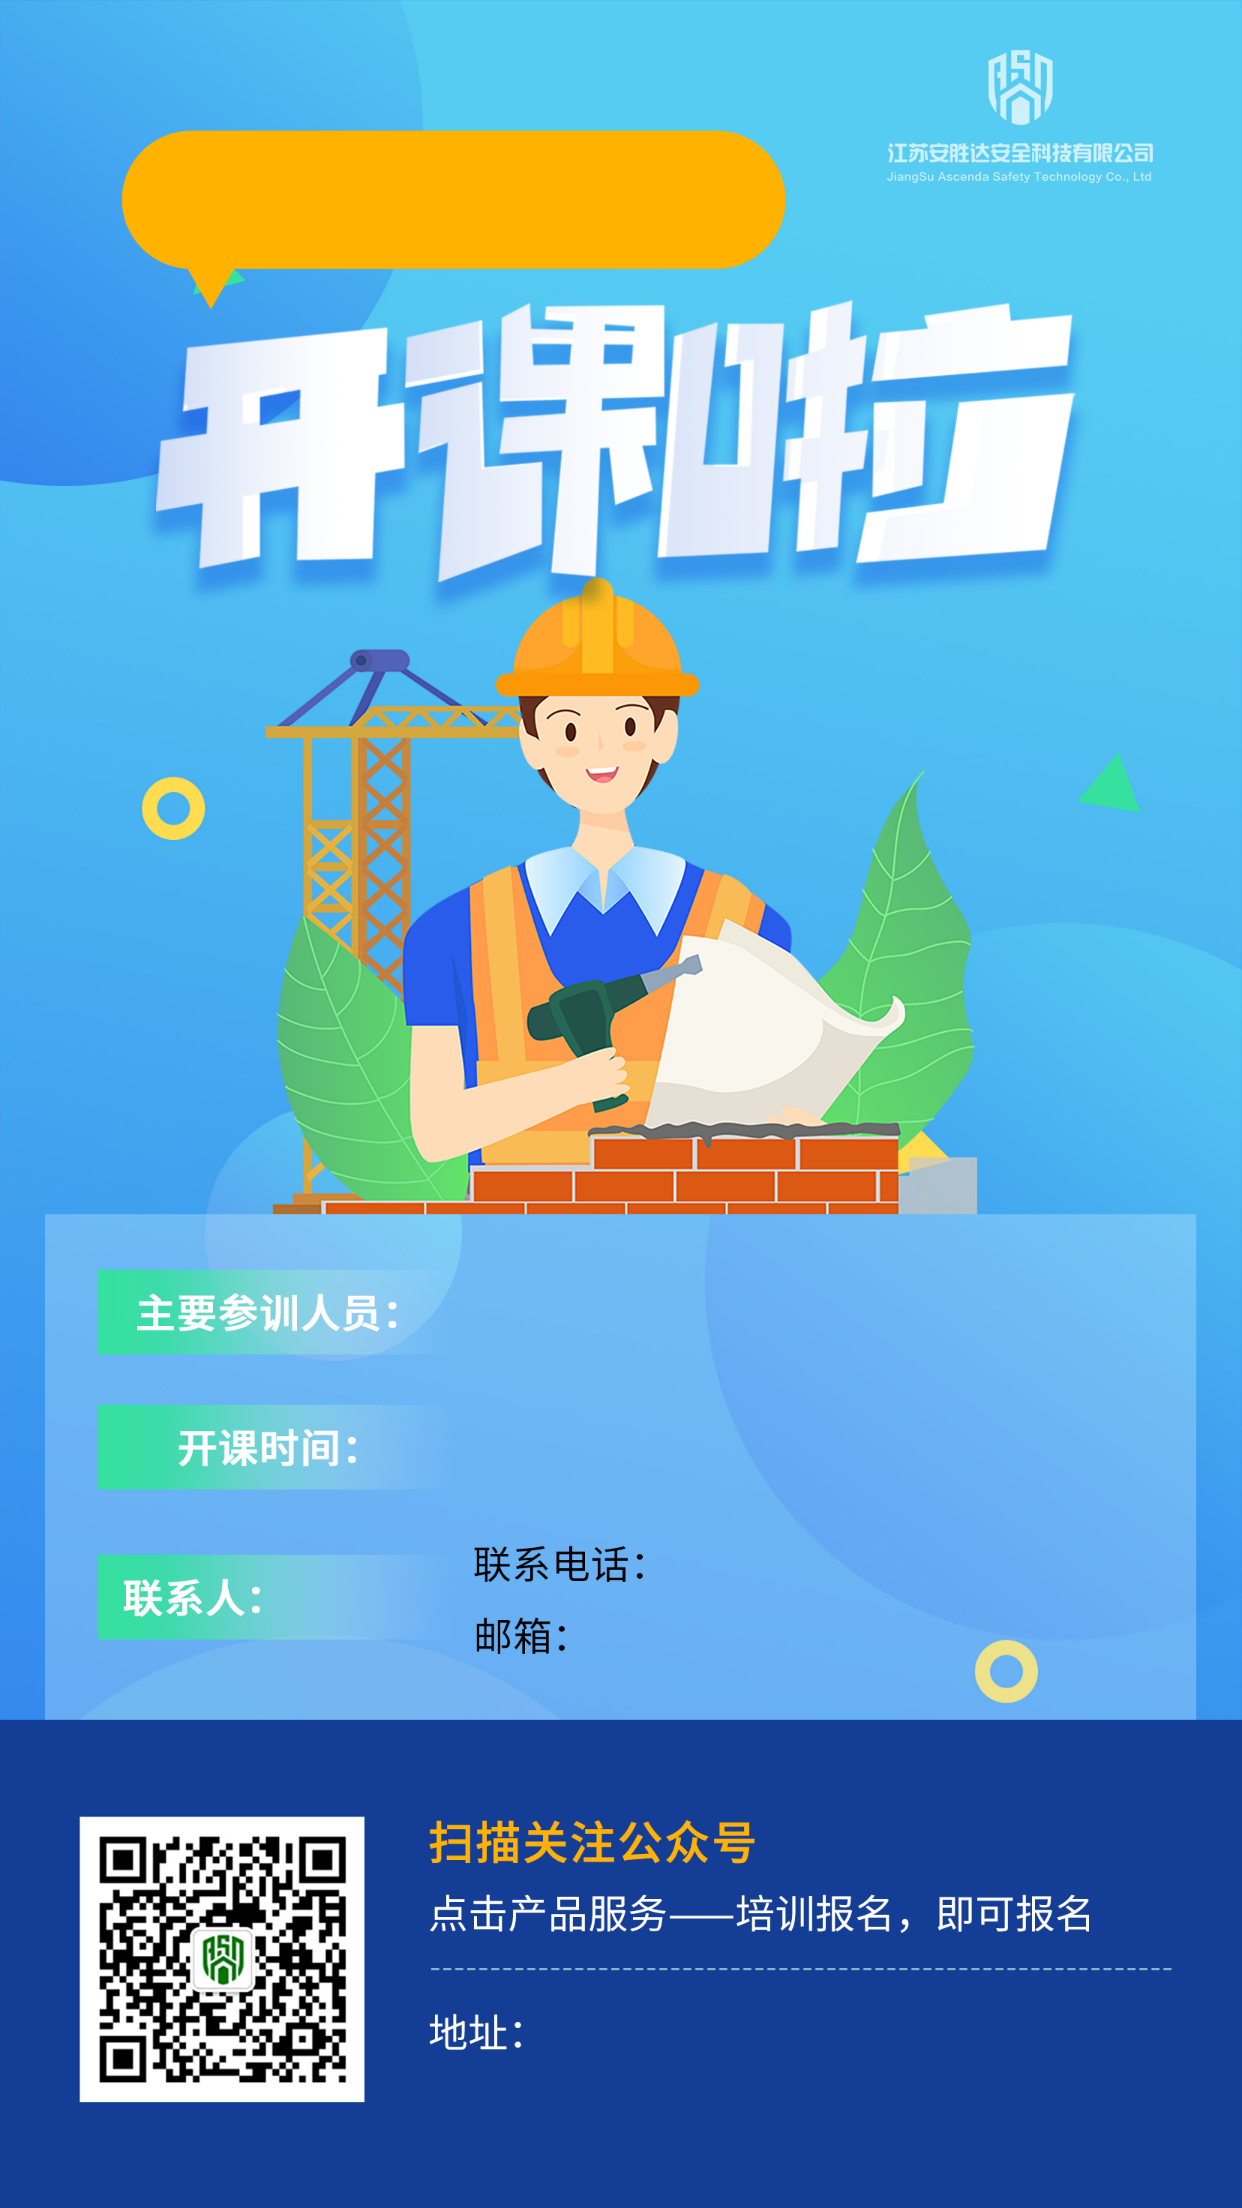 江苏安胜达安全科技有限公司
JiangSu Ascenda Safety Technology Co., Ltd
开课啦
主要参训人员：
开课时间：
联系人：
联系电话：
邮箱：
扫描关注公众号
点击产品服务——培训报名，即可报名
地址：